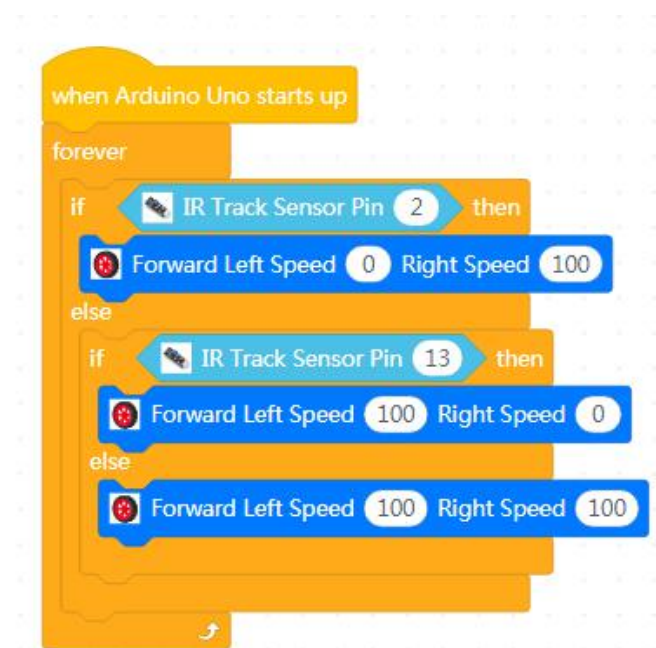 when Arduino Uno starts up
forever
if IR Track Sensor Pin 2 then
Forward Left Speed 0 Right Speed 100
else
if IR Track Sensor Pin 13 then
Forward Left Speed 100 Right Speed 0
else
Forward Left Speed 100 Right Speed 100